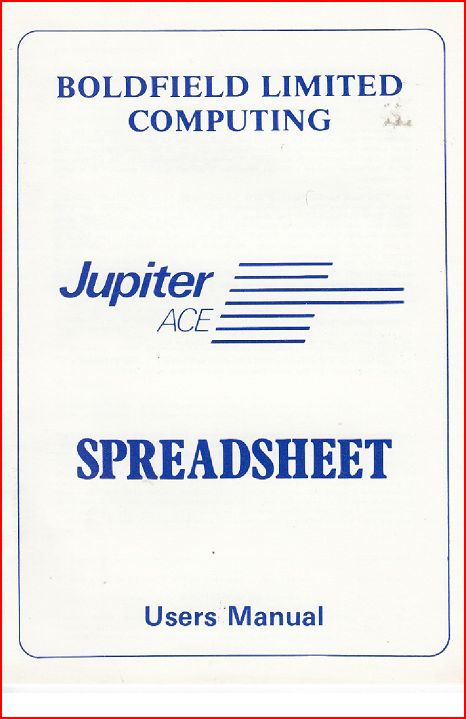 BOLDFIELD LIMITED
COMPUTING
Jupiter
ACE
SPREADSHEET
Users Manual